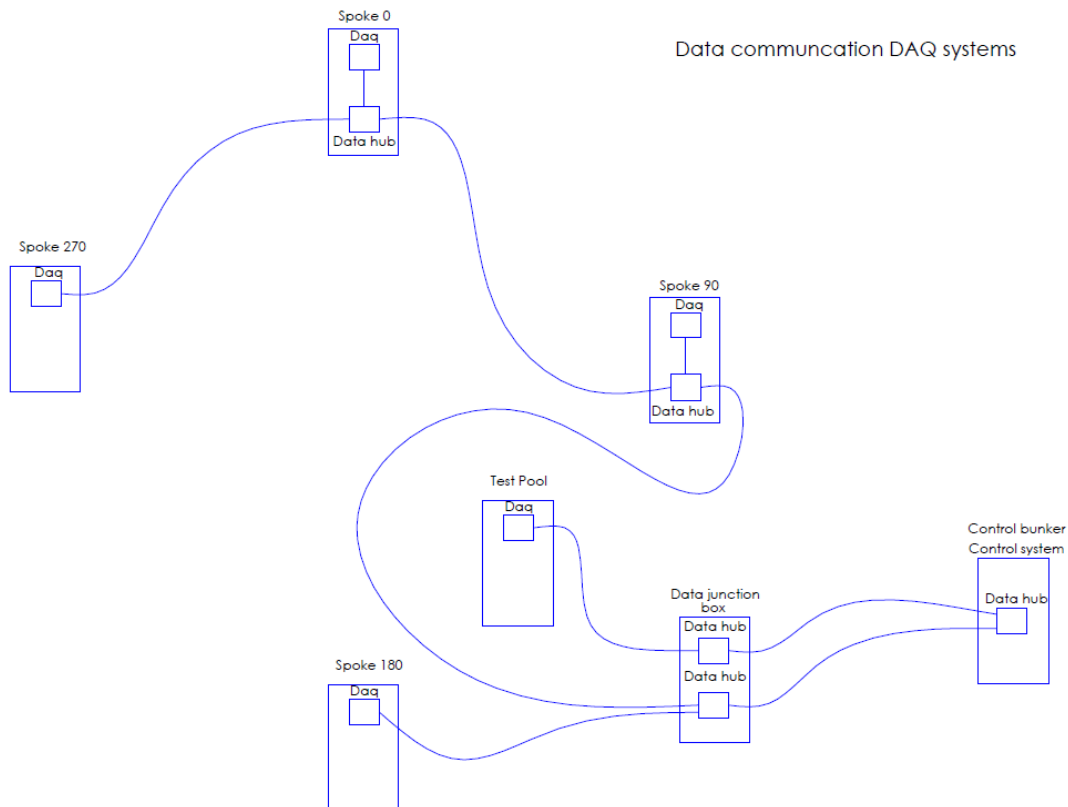 Spoke 0
Daq
Data communcation DAQ systems
Data hub
Spoke 270
Daq
Spoke 90
Daq
Data hub
Test Pool
Daq
Control bunker
Control system
Data hub
Data junction
box
Data hub
Data hub
Spoke 180
Daq